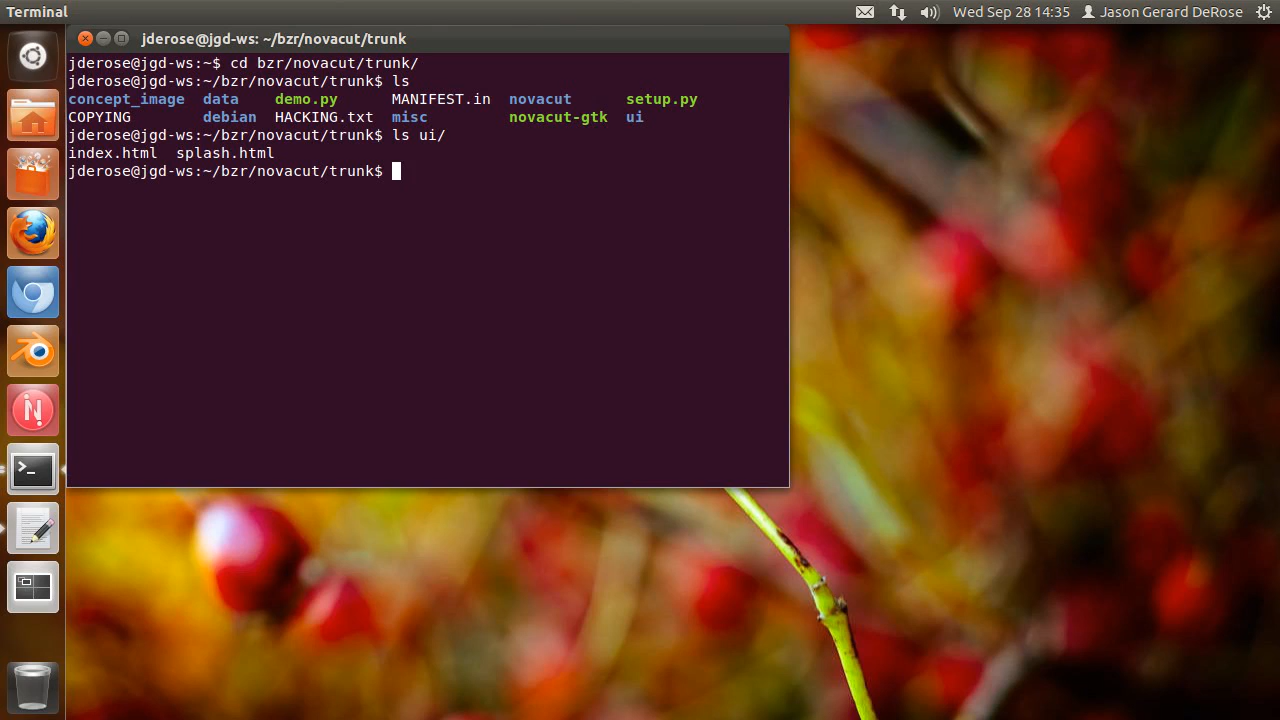 Terminal
Wed Sep 28 14:35 Jason Gerard DeRose
jderose@jgd-ws: ~/bzr/novacut/trunk
jderose@jgd-ws:~$ cd bzr/novacut/trunk/
jderose@jgd-ws:~/bzr/novacut/trunk$ ls
concept_image data demo.py MANIFEST.in novacut setup.py
COPYING debian HACKING.txt misc novacut-gtk ui
jderose@jgd-ws:~/bzr/novacut/trunk$ ls ui/
index.html splash.html
jderose@jgd-ws:~/bzr/novacut/trunk$